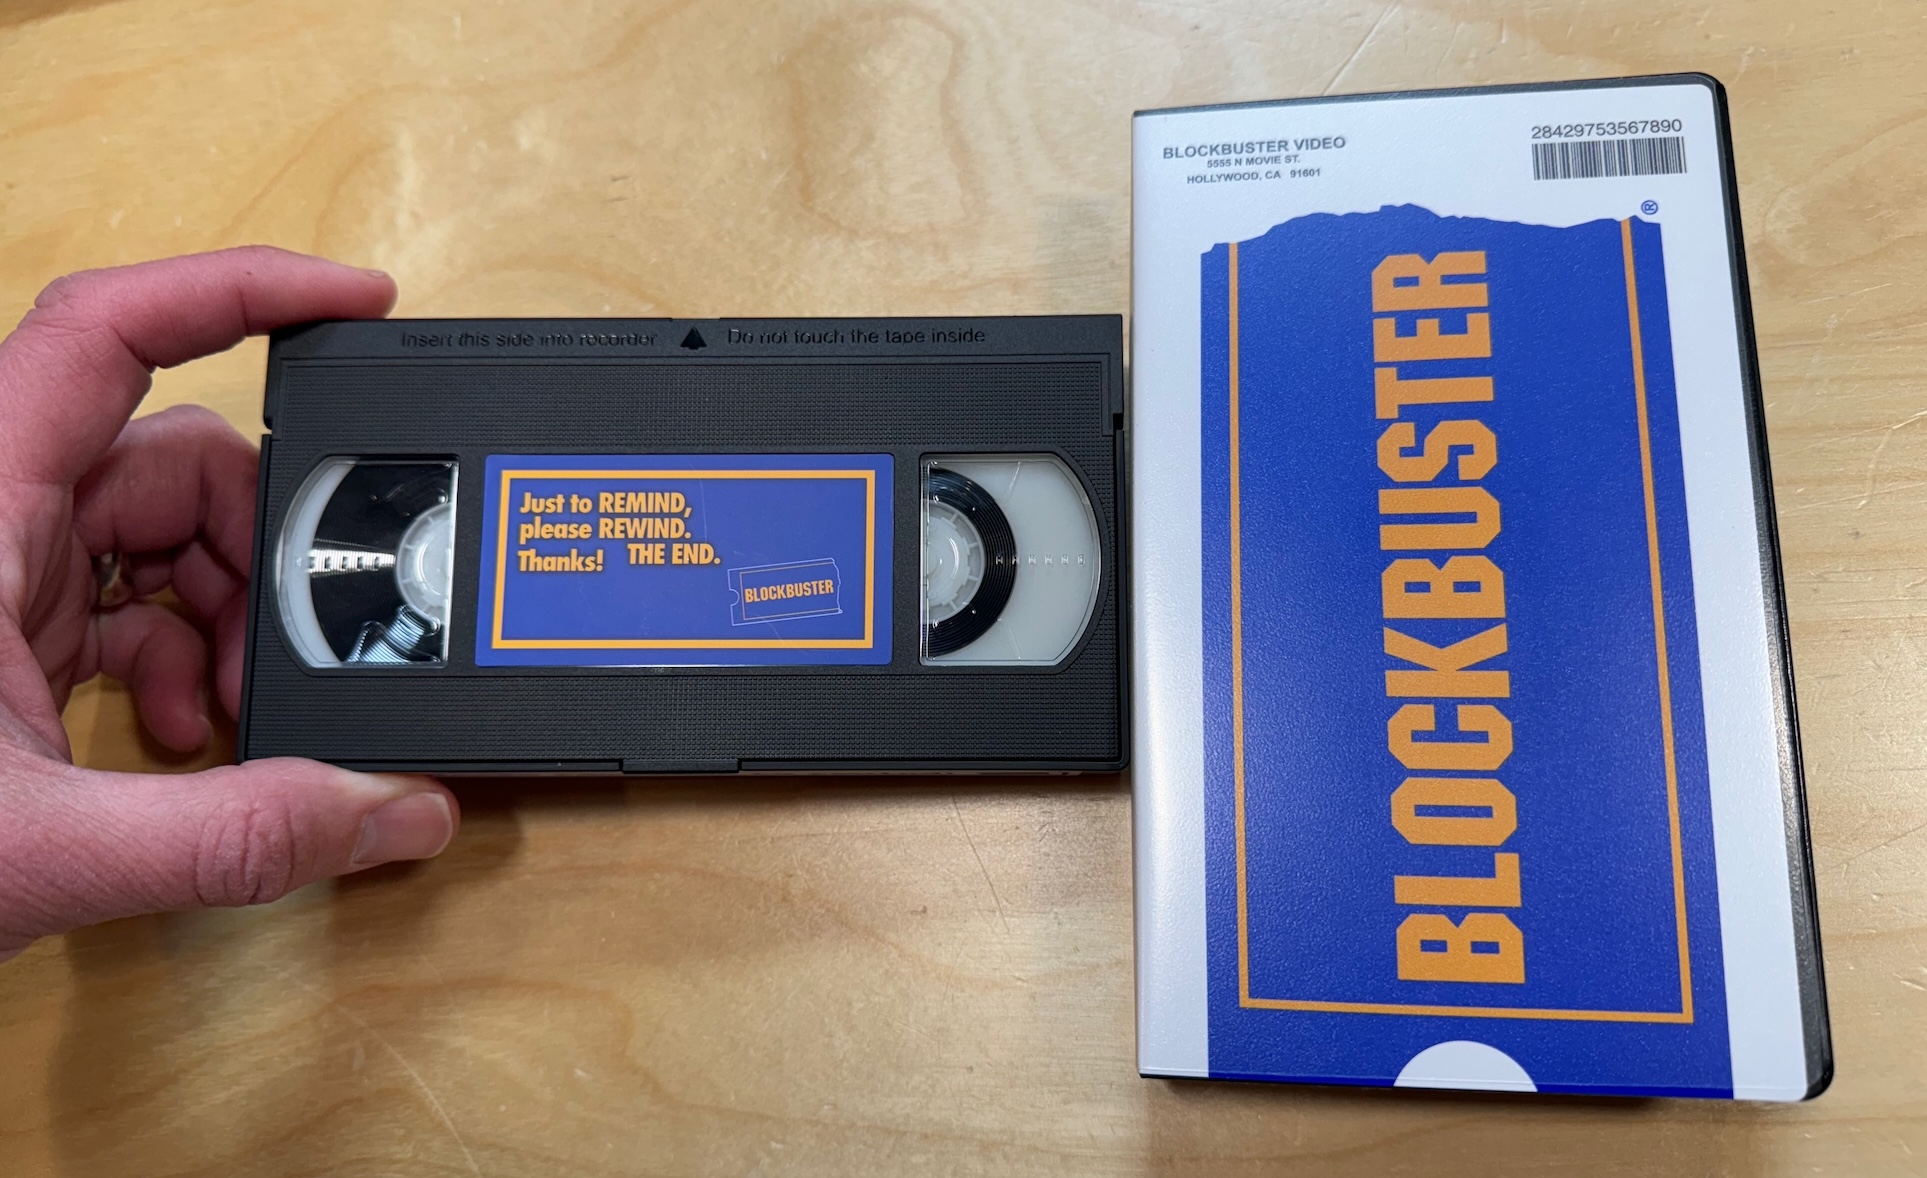 Insert this side into recorder ▲ Do not touch the tape inside
Just to REMIND,
please REWIND.
Thanks! THE END.
BLOCKBUSTER
BLOCKBUSTER VIDEO
5555 N MOVIE ST.
HOLLYWOOD, CA 91601
28429753567890
®
BLOCKBUSTER